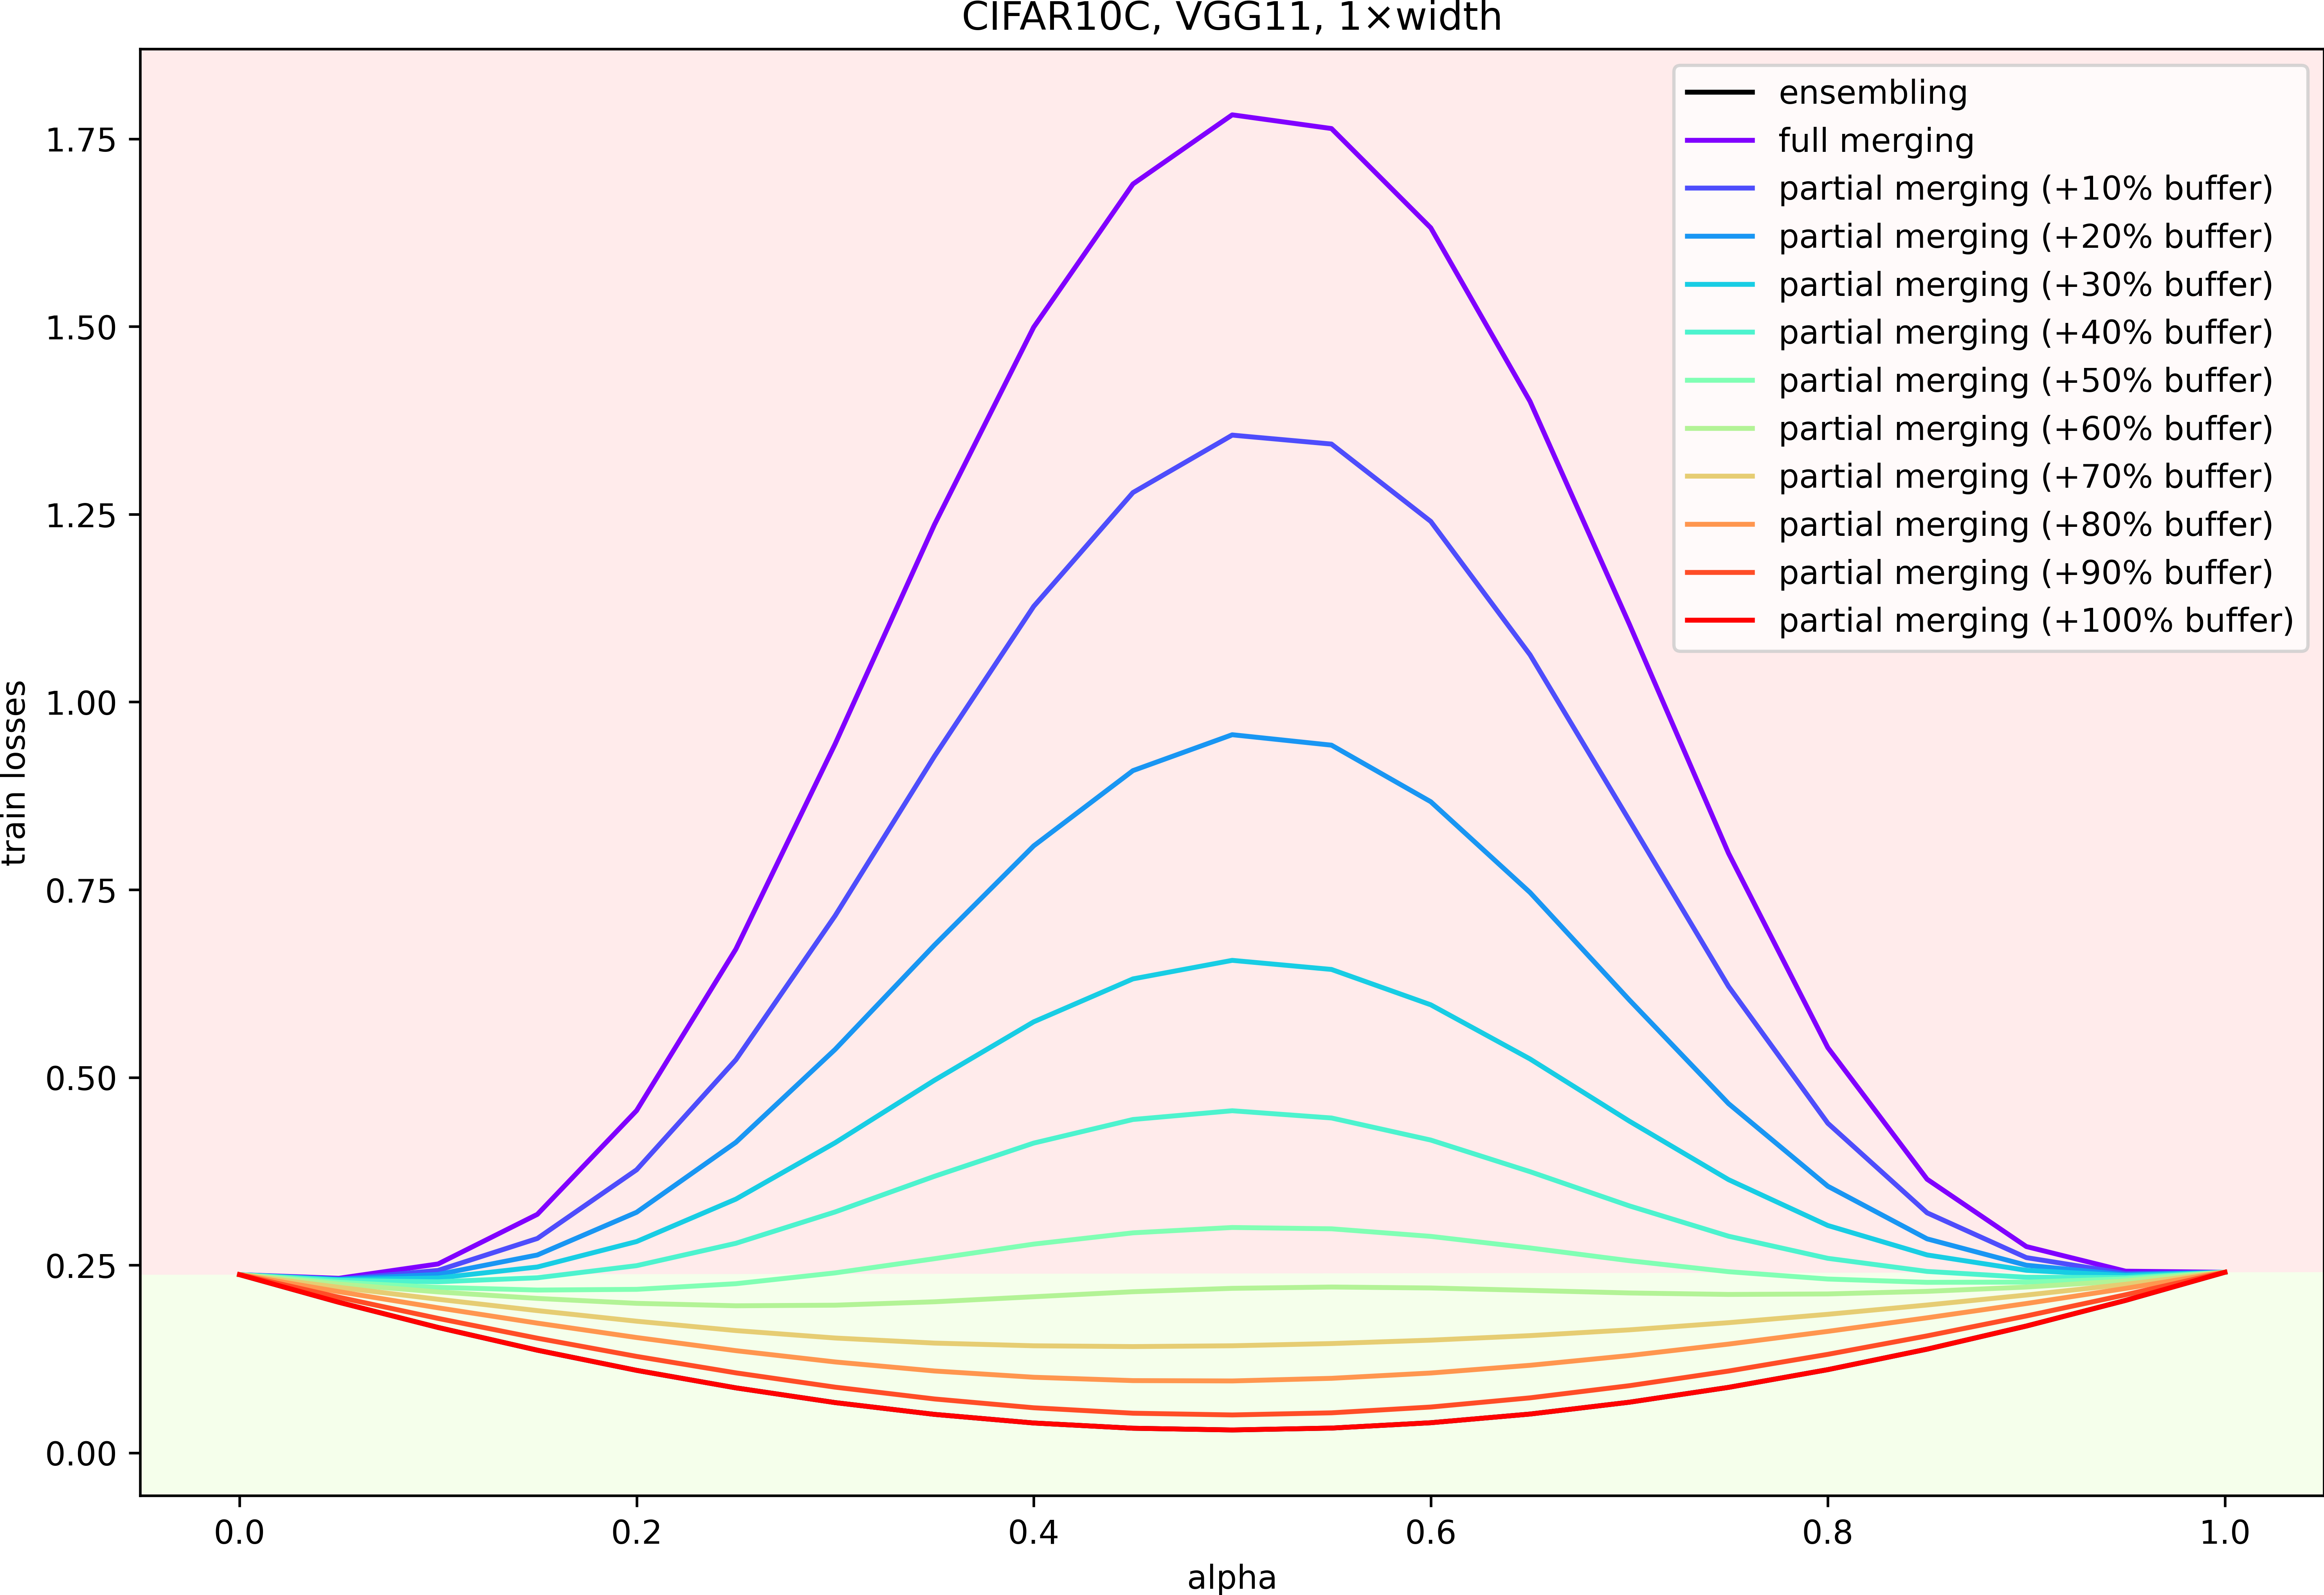 CIFAR10C, VGG11, 1×width
ensembling
full merging
partial merging (+10% buffer)
partial merging (+20% buffer)
partial merging (+30% buffer)
partial merging (+40% buffer)
partial merging (+50% buffer)
partial merging (+60% buffer)
partial merging (+70% buffer)
partial merging (+80% buffer)
partial merging (+90% buffer)
partial merging (+100% buffer)
train losses
1.75
1.50
1.25
1.00
0.75
0.50
0.25
0.00
0.0 0.2 0.4 0.6 0.8 1.0
alpha